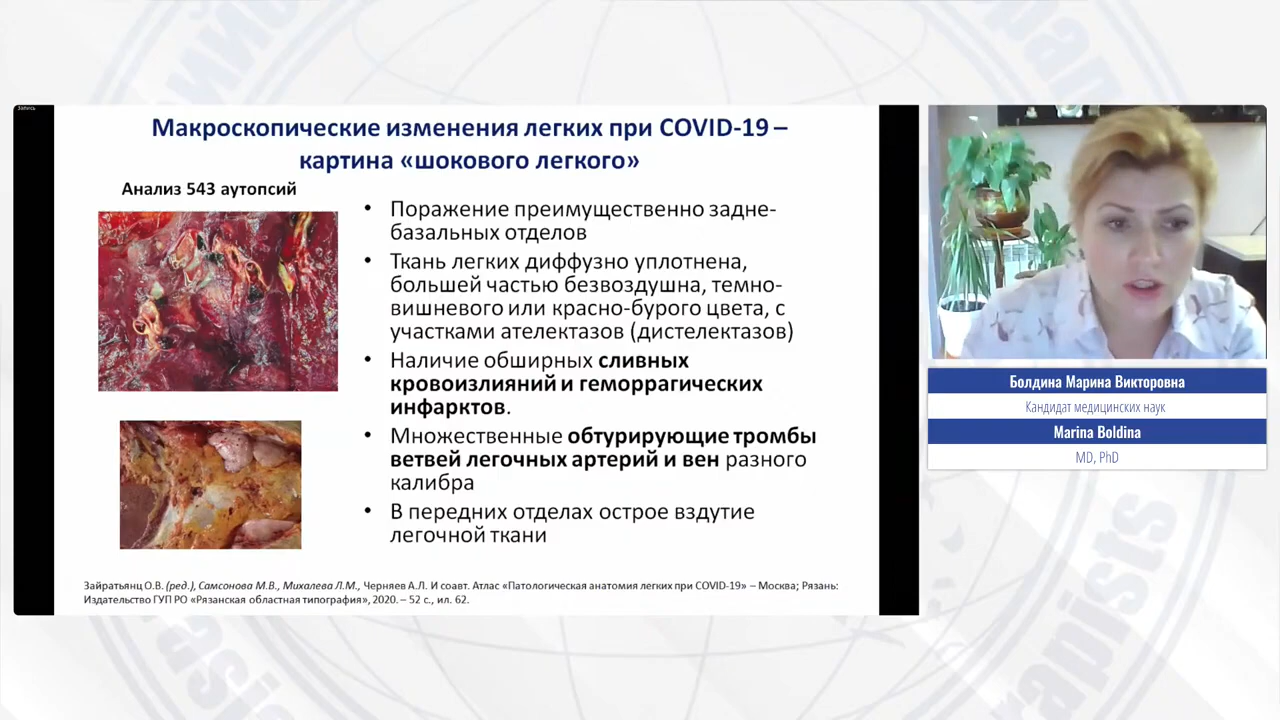 Запись
Макроскопические изменения легких при COVID-19 –
картина «шокового легкого»
Анализ 543 аутопсий
• Поражение преимущественно задне-
базальных отделов
• Ткань легких диффузно уплотнена,
большей частью безвоздушна, темно-
вишневого или красно-бурого цвета, с
участками ателектазов (дистелектазов)
• Наличие обширных сливных
кровоизлияний и геморрагических
инфарктов.
• Множественные обтурирующие тромбы
ветвей легочных артерий и вен разного
калибра
• В передних отделах острое вздутие
легочной ткани
Зайратьянц О.В. (ред.), Самсонова М.В., Михалева Л.М., Черняев А.Л. И соавт. Атлас «Патологическая анатомия легких при COVID-19» – Москва; Рязань:
Издательство ГУП РО «Рязанская областная типография», 2020. – 52 с., ил. 62.
Болдина Марина Викторовна
Кандидат медицинских наук
Marina Boldina
MD, PhD